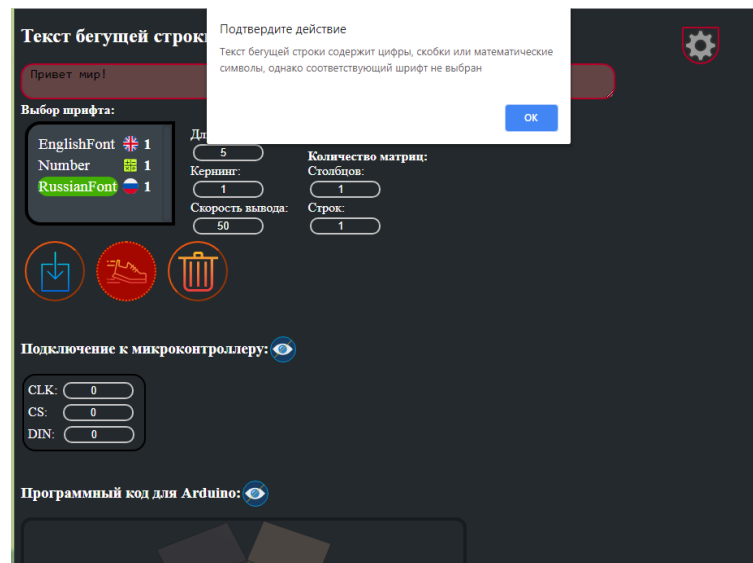 Текст бегущей строк
Подтвердите действие
Текст бегущей строки содержит цифры, скобки или математические
символы, однако соответствующий шрифт не выбран
ОК
Привет мир!
Выбор шрифта:
EnglishFont 1
Number 1
RussianFont 1
5
Кернинг:
1
Скорость вывода:
50
Количество матриц:
Столбцов:
1
Строк:
1
Подключение к микроконтроллеру:
CLK: 0
CS: 0
DIN: 0
Программный код для Arduino: